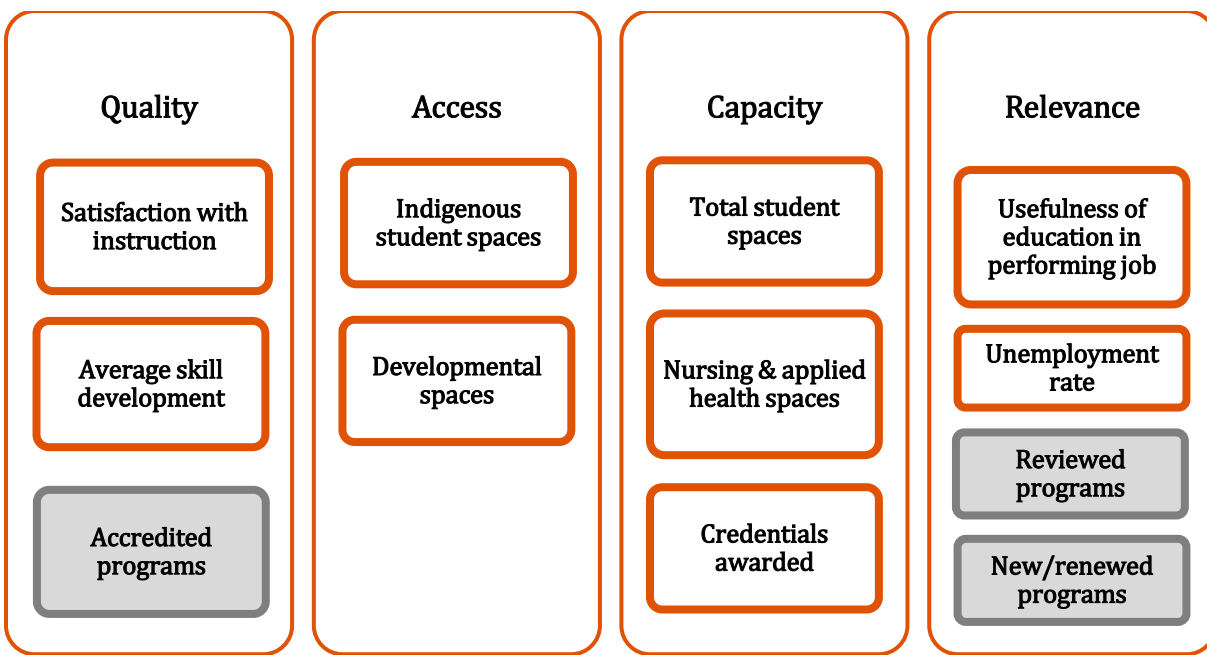 Quality
Satisfaction with
instruction
Average skill
development
Accredited
programs
Access
Indigenous
student spaces
Developmental
spaces
Capacity
Total student
spaces
Nursing & applied
health spaces
Credentials
awarded
Relevance
Usefulness of
education in
performing job
Unemployment
rate
Reviewed
programs
New/renewed
programs